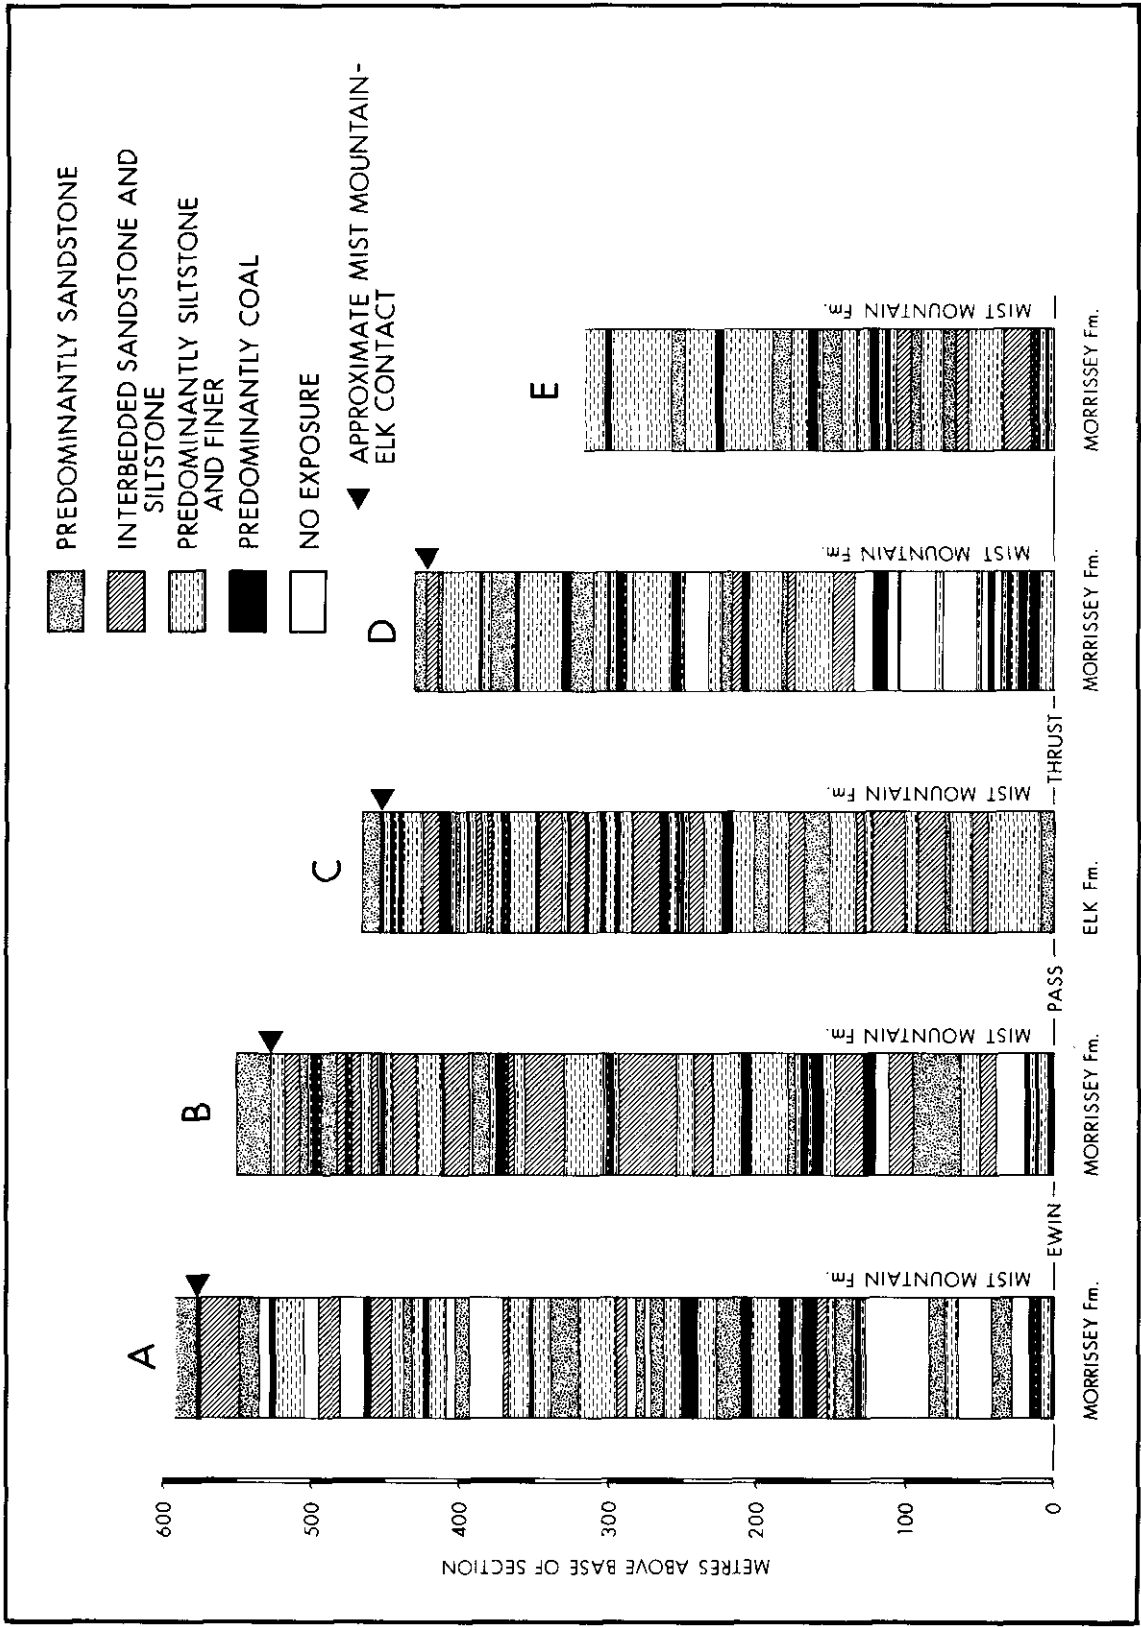 PREDOMINANTLY SANDSTONE
INTERBEDDED SANDSTONE AND
SILTSTONE
PREDOMINANTLY SILTSTONE
AND FINER
PREDOMINANTLY COAL
NO EXPOSURE
APPROXIMATE MIST MOUNTAIN-
ELK CONTACT
A
B
C
D
E
METRES ABOVE BASE OF SECTION
600
500
400
300
200
100
0
MIST MOUNTAIN Fm.
MIST MOUNTAIN Fm.
MIST MOUNTAIN Fm.
MIST MOUNTAIN Fm.
MIST MOUNTAIN Fm.
EWIN PASS THRUST
MORRISSEY Fm.
MORRISSEY Fm.
ELK Fm.
MORRISSEY Fm.
MORRISSEY Fm.